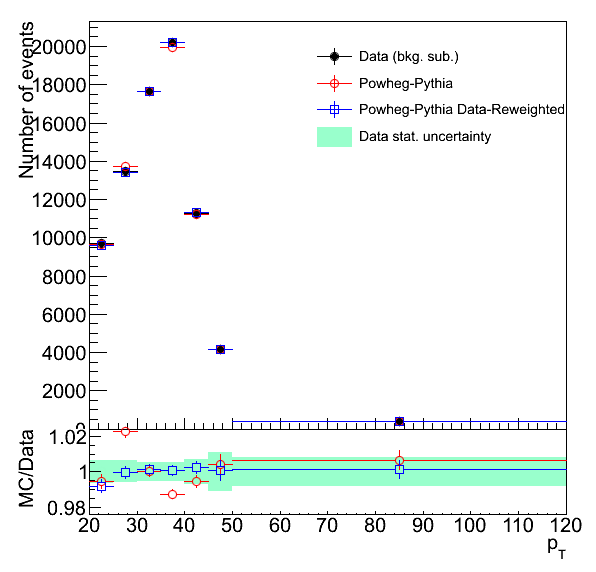 Number of events
20000
18000
16000
14000
12000
10000
8000
6000
4000
2000
Data (bkg. sub.)
Powheg-Pythia
Powheg-Pythia Data-Reweighted
Data stat. uncertainty
MC/Data
1.02
1
0.98
20 30 40 50 60 70 80 90 100 110 120
pT